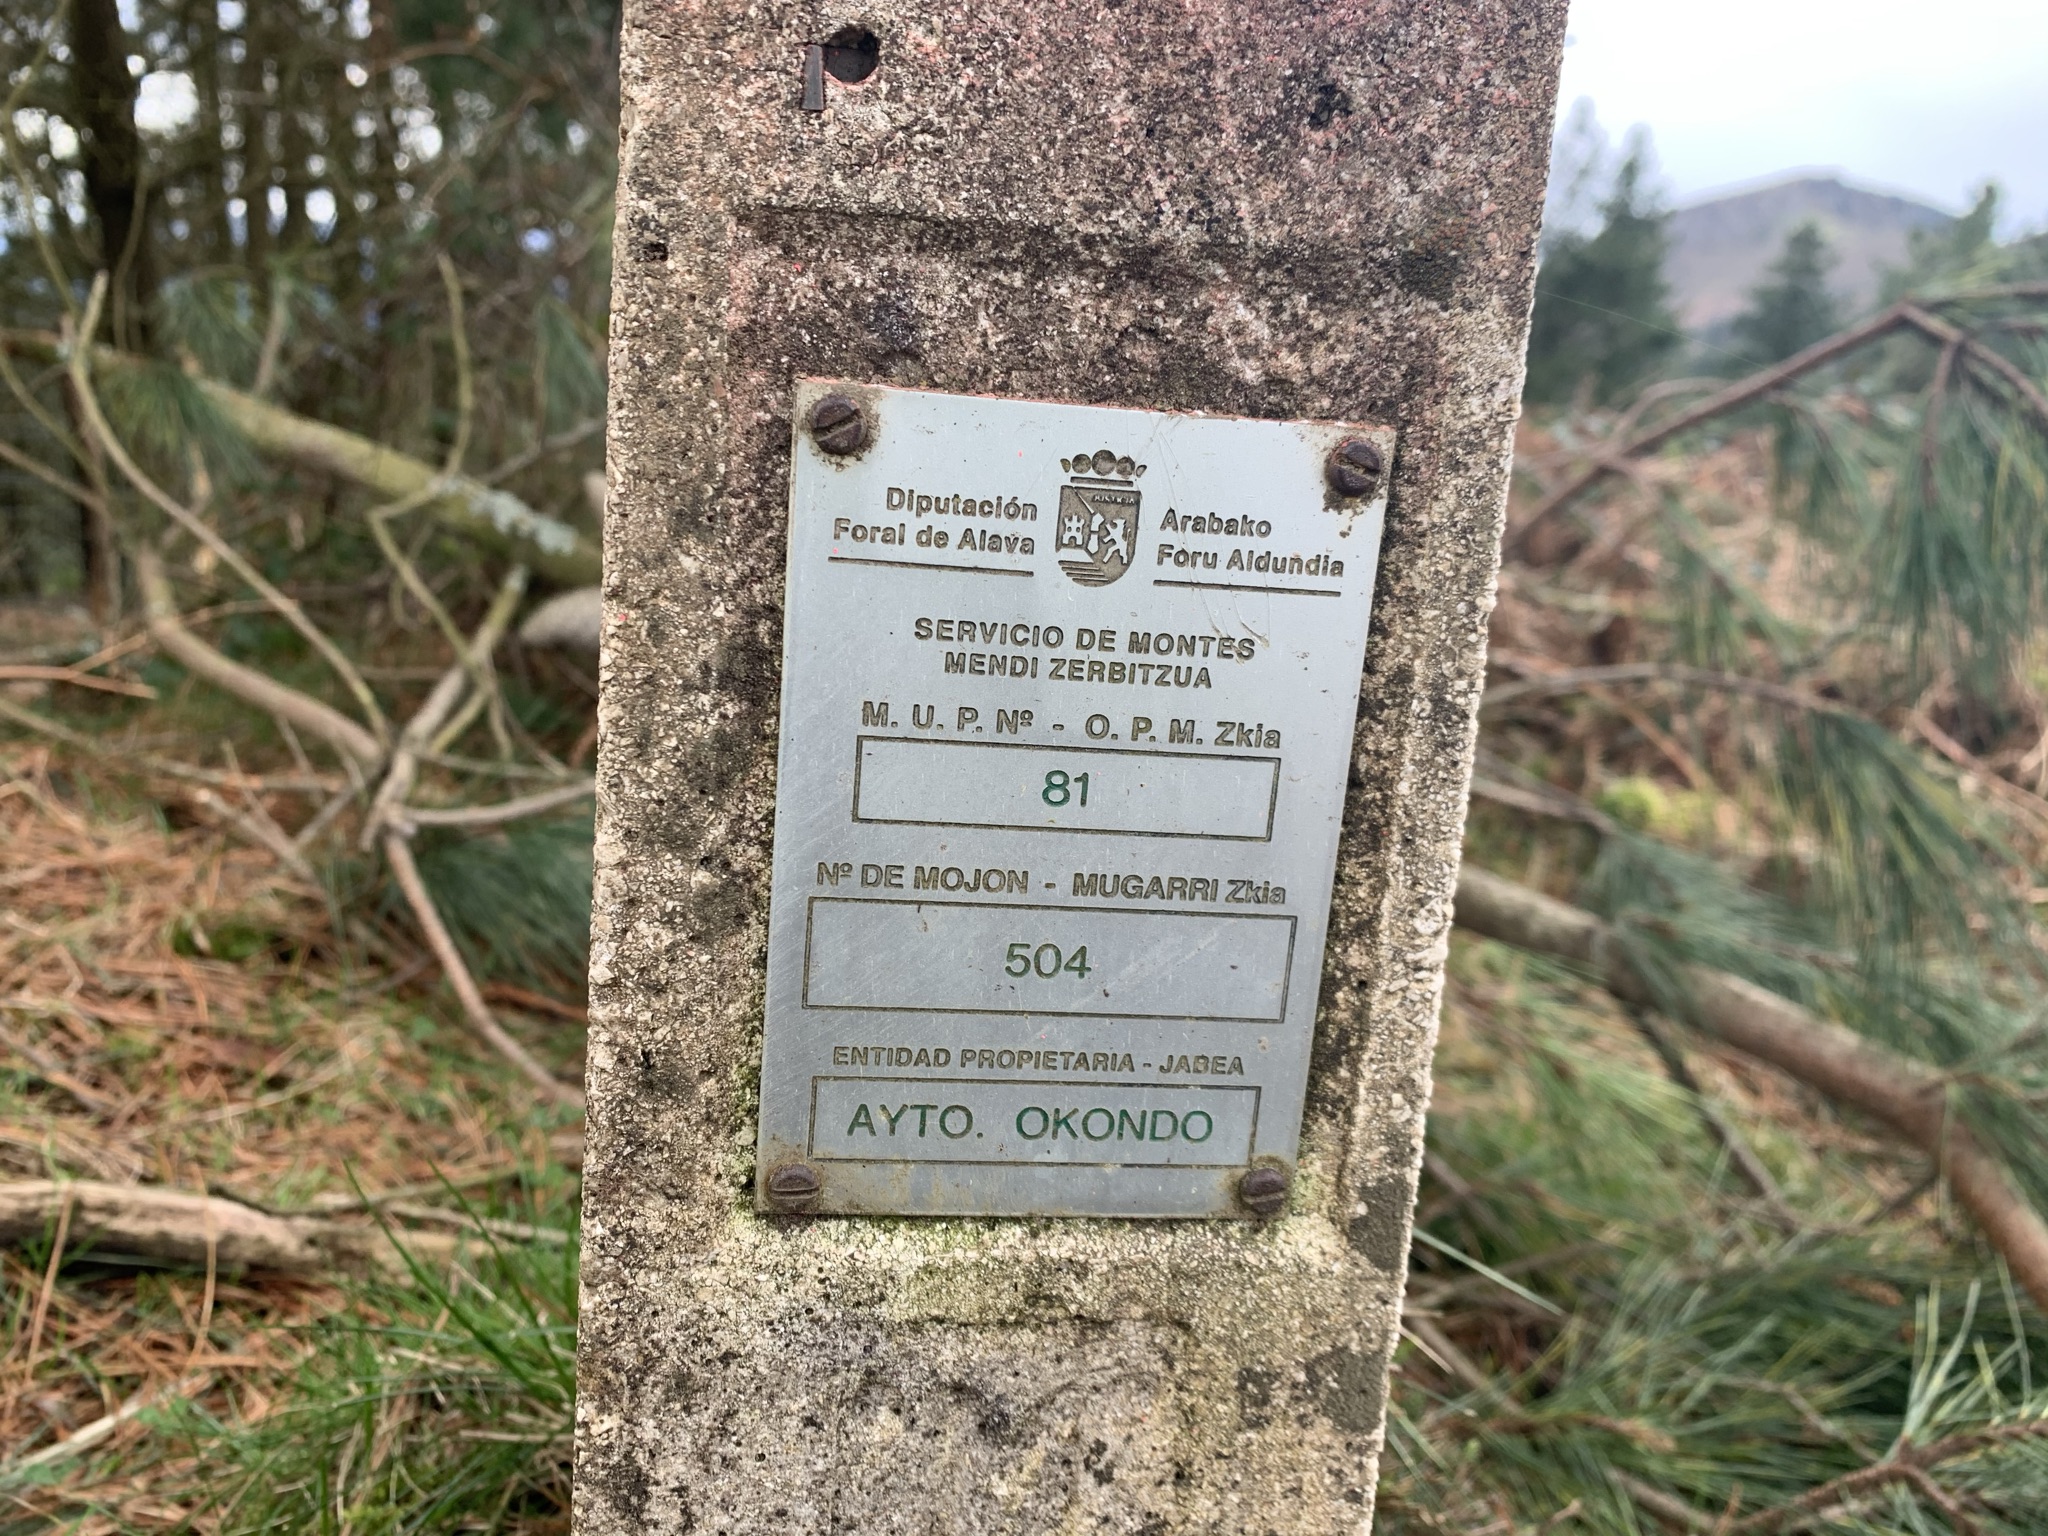 Diputación
Foral de Alava
JUSTICIA
Arabako
Foru Aldundia
SERVICIO DE MONTES
MENDI ZERBITZUA
M. U. P. Nº - O. P. M. Zkia
81
Nº DE MOJON - MUGARRI Zkia
504
ENTIDAD PROPIETARIA - JABEA
AYTO. OKONDO